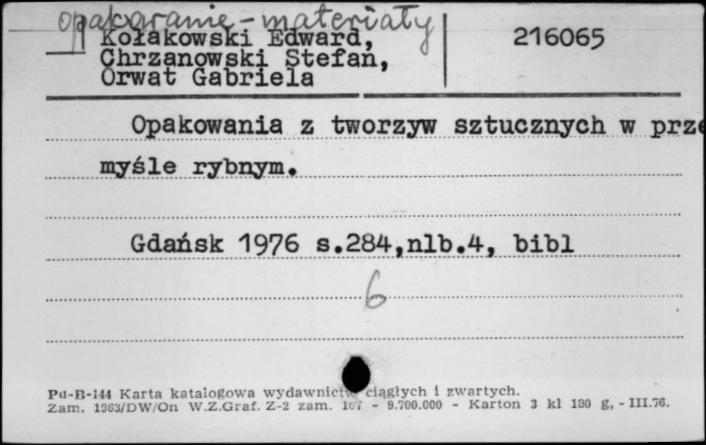 opakowanie - materiały
Kołakowski Edward,
Chrzanowski Stefan,
Orwat Gabriela
216065
Opakowania z tworzyw sztucznych w prze
myśle rybnym.
Gdańsk 1976 s.284,nlb.4, bibl
6
Pu-B-144 Karta katalogowa wydawnictw ciągłych i zwartych.
Zam. 1963/DW/On W.Z.Graf. Z-2 zam. - 9.700.000 - Karton 3 kl 180 g, - III.76.